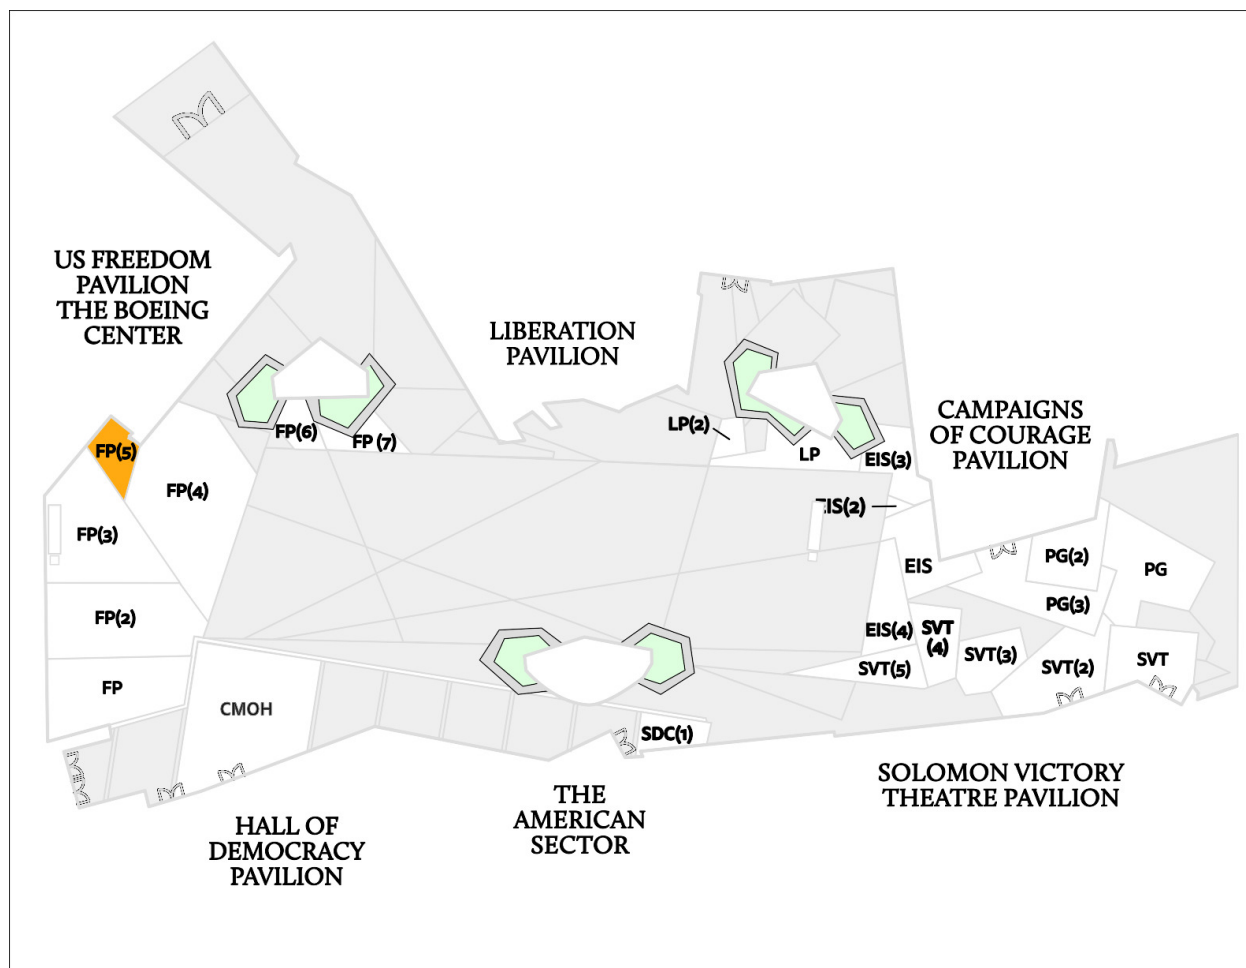 US FREEDOM
PAVILION
THE BOEING
CENTER
LIBERATION
PAVILION
CAMPAIGNS
OF COURAGE
PAVILION
FP(5)
FP(6)
FP (7)
LP(2)
LP
EIS(3)
FP(4)
EIS(2)
FP(3)
EIS
PG(2)
PG
PG(3)
FP(2)
EIS(4)
SVT
(4)
SVT(3)
SVT(5)
SVT(2)
SVT
FP
CMOH
SDC(1)
SOLOMON VICTORY
THEATRE PAVILION
THE
AMERICAN
SECTOR
HALL OF
DEMOCRACY
PAVILION